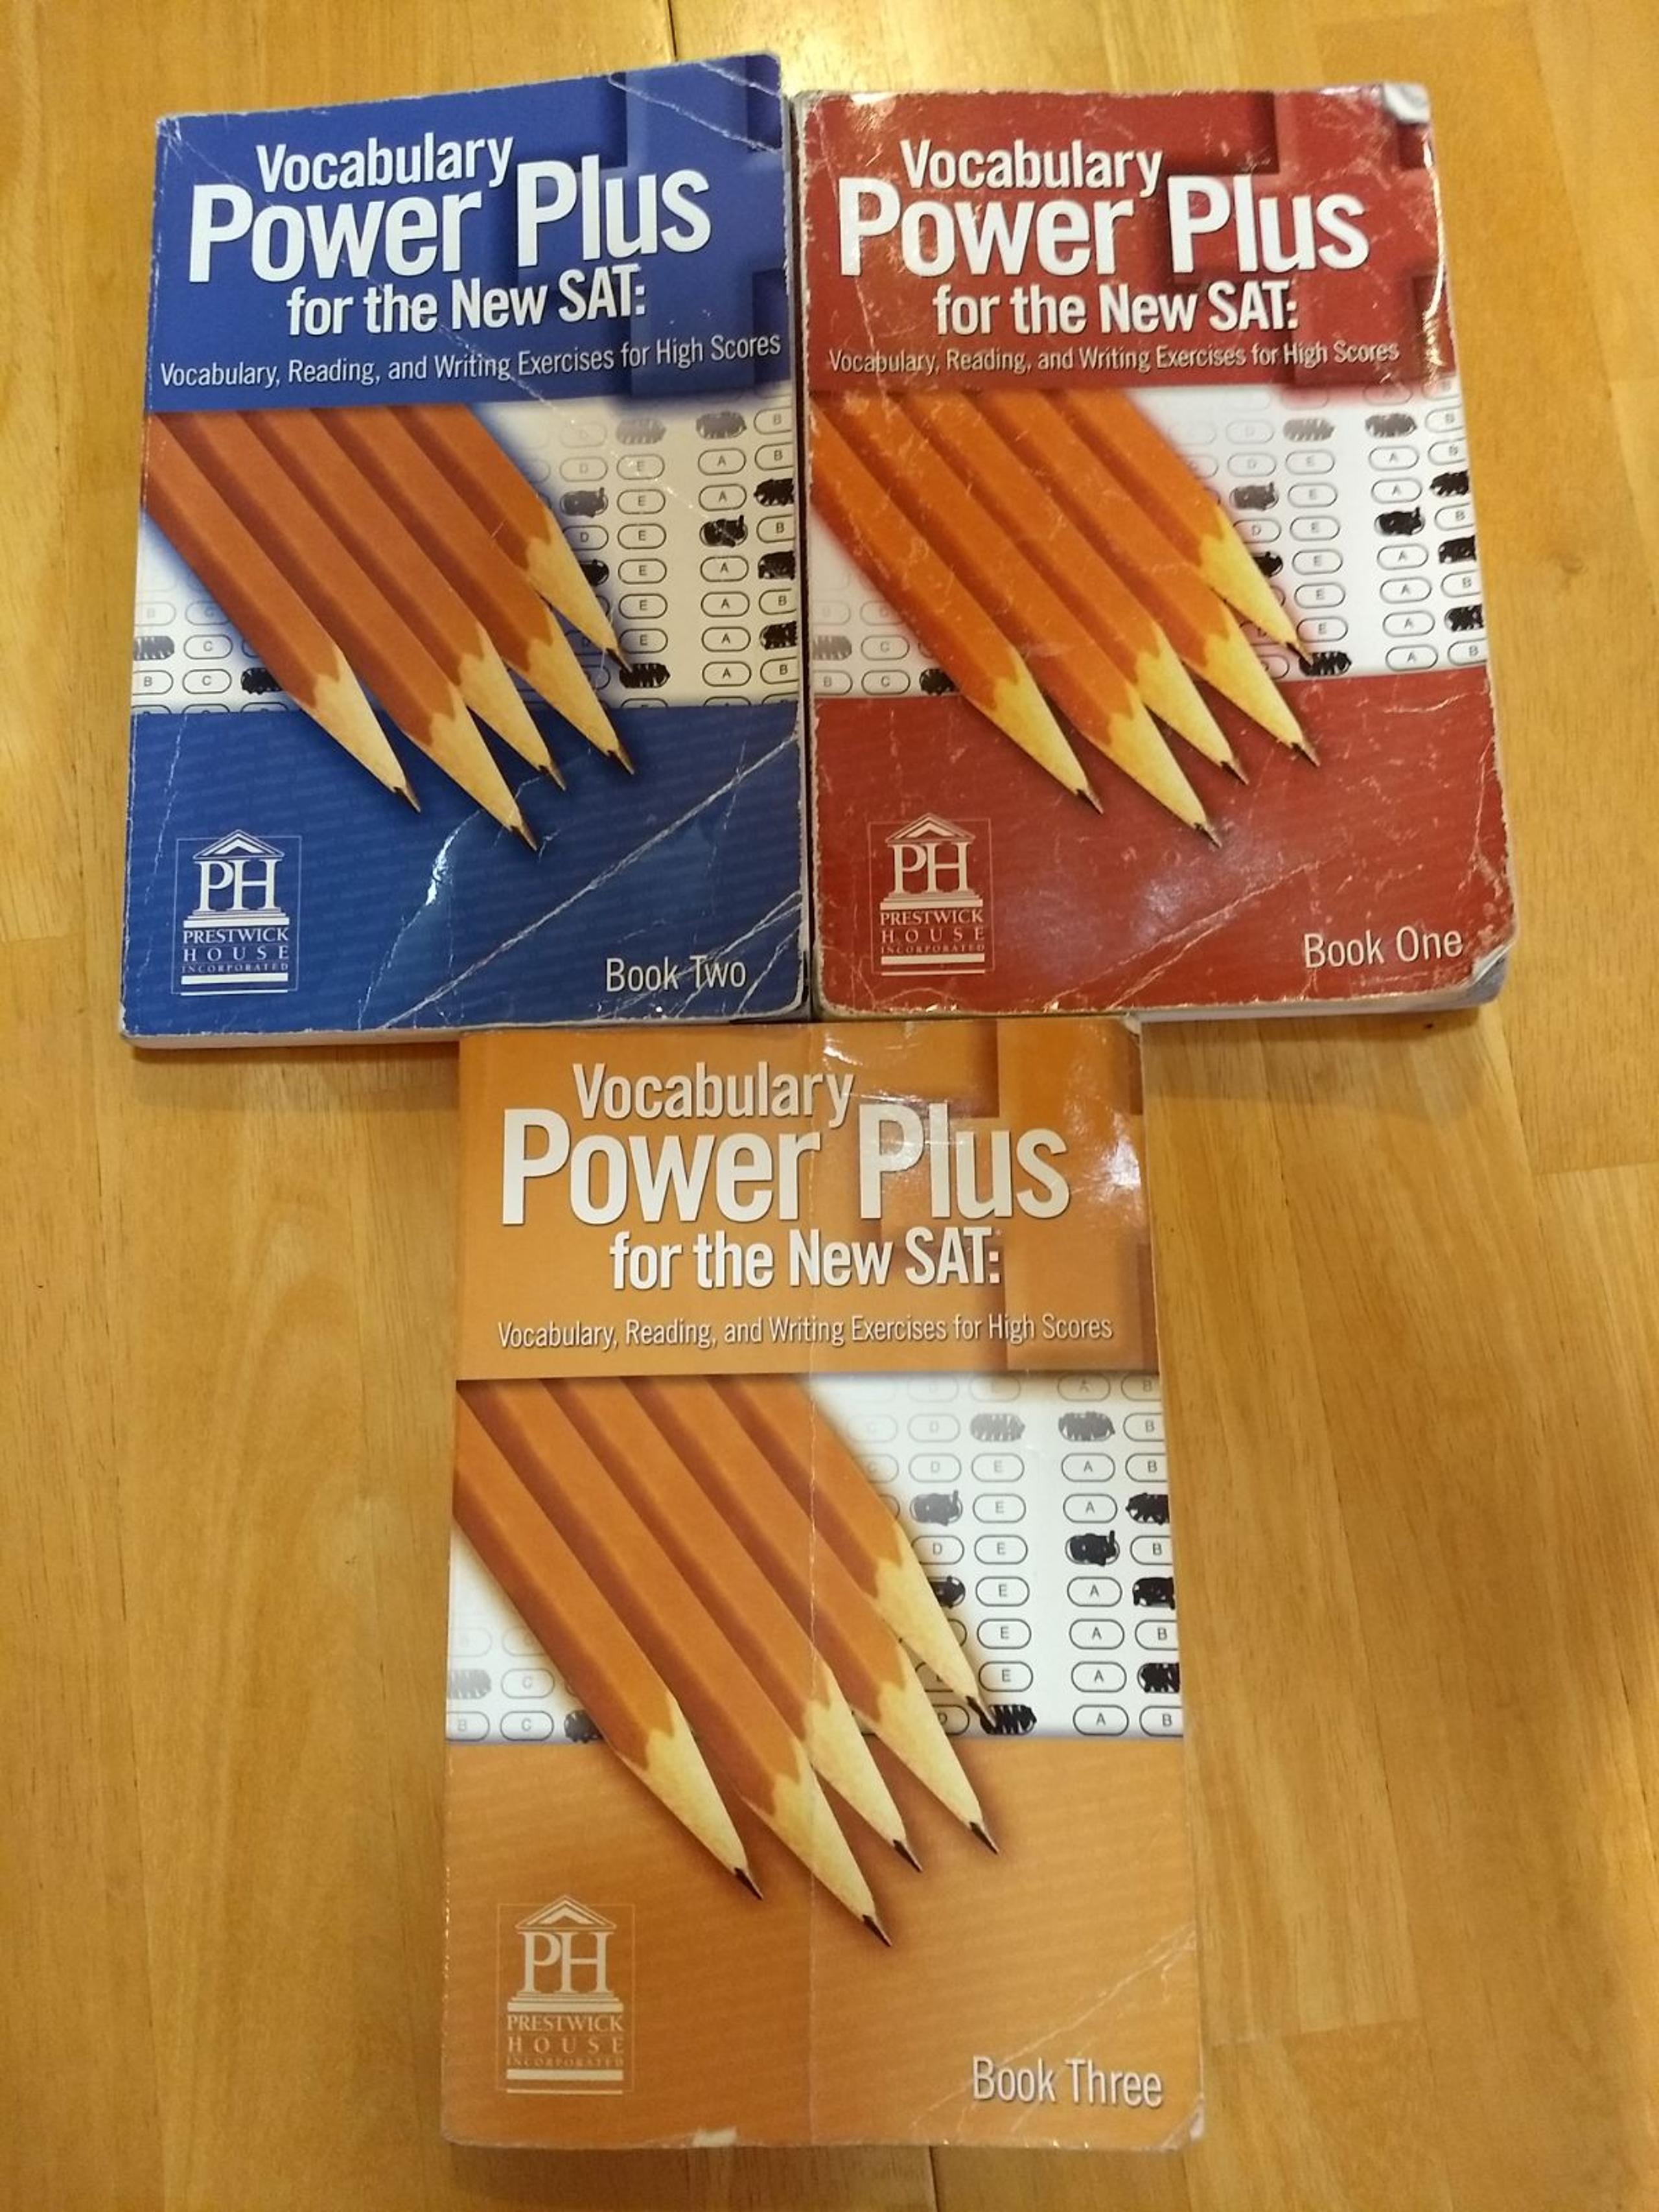 Vocabulary
Power Plus
for the New SAT:
Vocabulary, Reading, and Writing Exercises for High Scores
PH
PRESTWICK
HOUSE
INCORPORATED
Book Two
Vocabulary
Power Plus
for the New SAT:
Vocabulary, Reading, and Writing Exercises for High Scores
PH
PRESTWICK
HOUSE
INCORPORATED
Book One
Vocabulary
Power Plus
for the New SAT:
Vocabulary, Reading, and Writing Exercises for High Scores
PH
PRESTWICK
HOUSE
INCORPORATED
Book Three